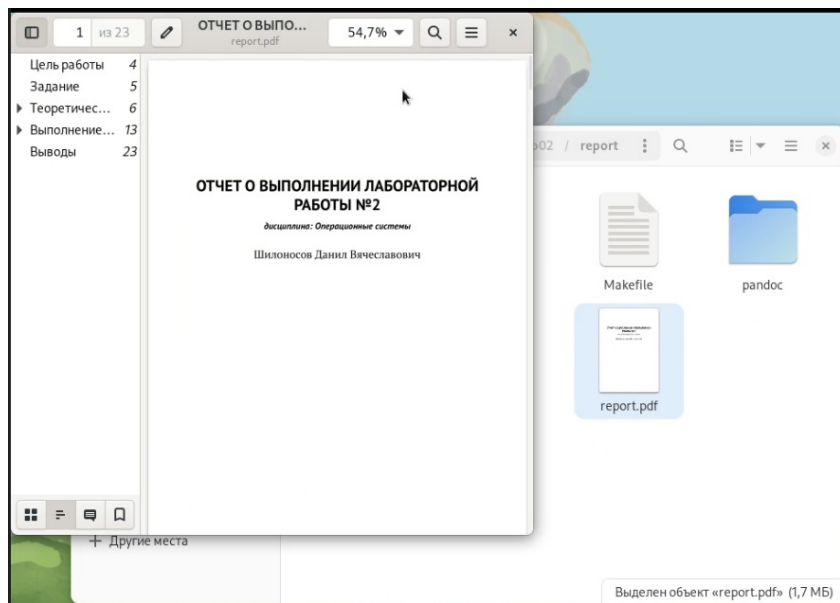 1 из 23
ОТЧЕТ О ВЫПО...
report.pdf
54,7%
Цель работы 4
Задание 5
Теоретичес... 6
Выполнение... 13
Выводы 23
ОТЧЕТ О ВЫПОЛНЕНИИ ЛАБОРАТОРНОЙ
РАБОТЫ №2
дисциплина: Операционные системы
Шилоносов Данил Вячеславович
/ report
Makefile
pandoc
report.pdf
+ Другие места
Выделен объект «report.pdf» (1,7 МБ)